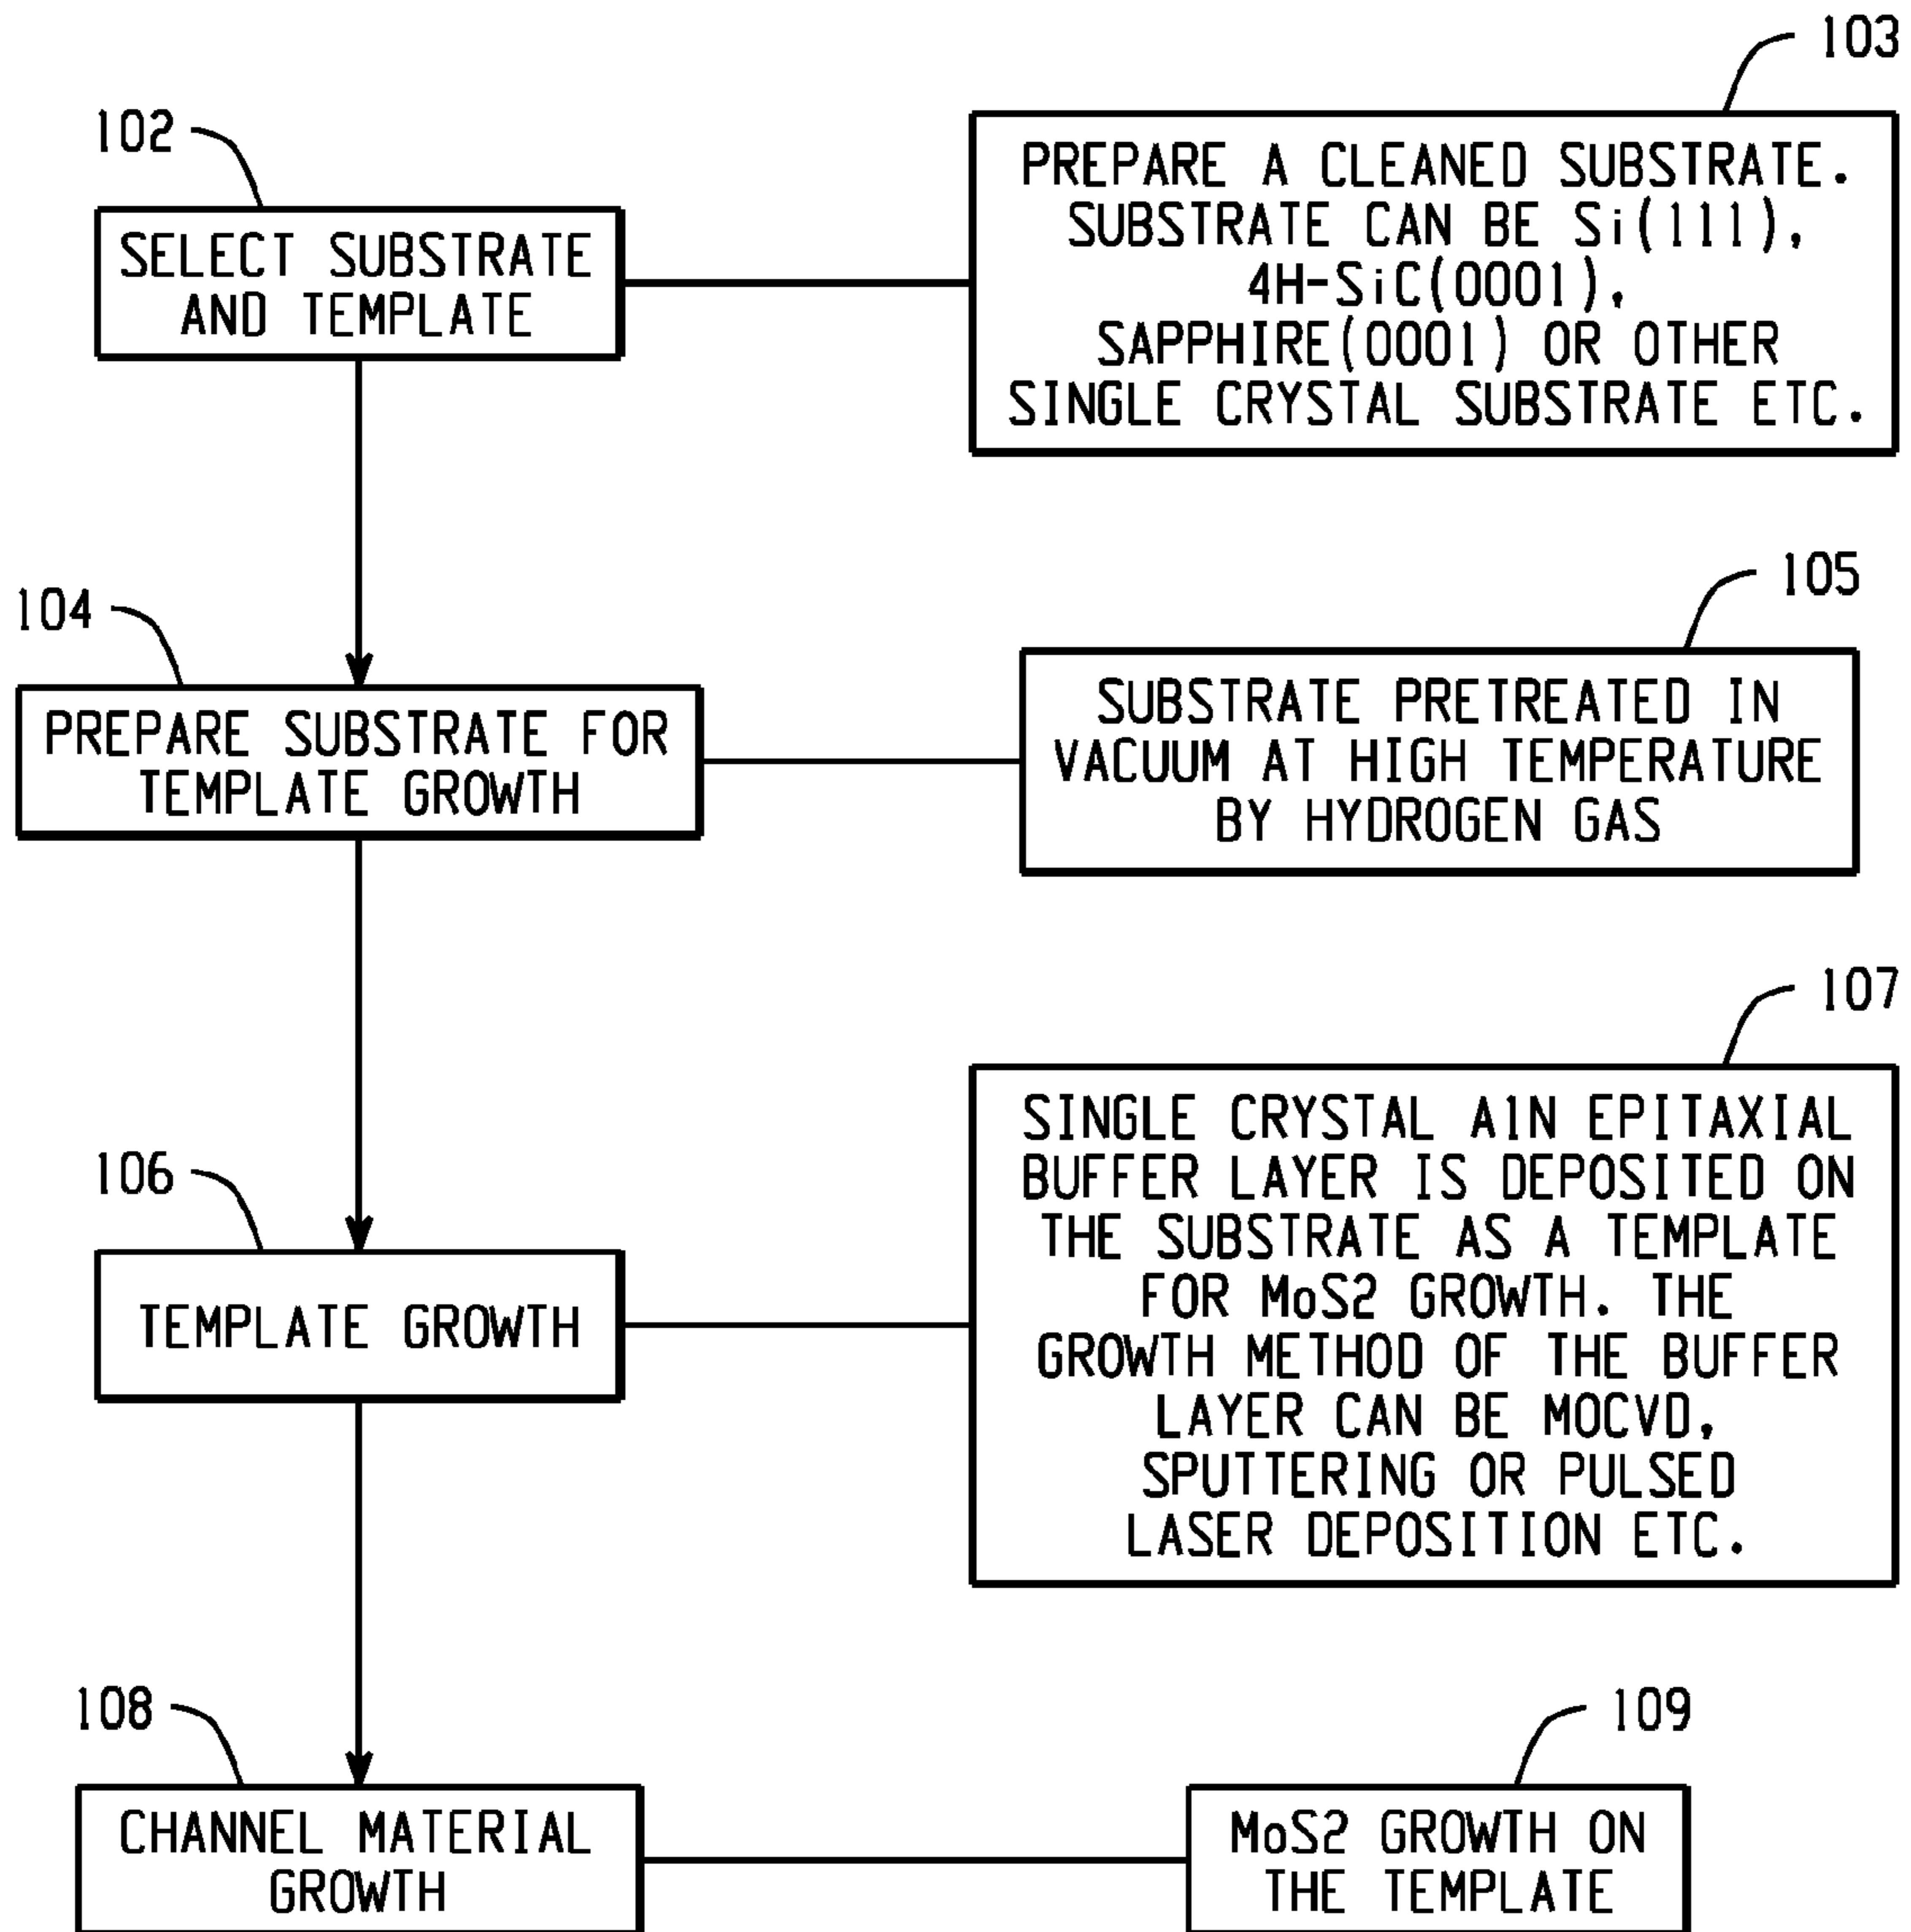 102
SELECT SUBSTRATE
AND TEMPLATE
103
PREPARE A CLEANED SUBSTRATE.
SUBSTRATE CAN BE Si(111),
4H-SiC(0001),
SAPPHIRE(0001) OR OTHER
SINGLE CRYSTAL SUBSTRATE ETC.
104
PREPARE SUBSTRATE FOR
TEMPLATE GROWTH
105
SUBSTRATE PRETREATED IN
VACUUM AT HIGH TEMPERATURE
BY HYDROGEN GAS
106
TEMPLATE GROWTH
107
SINGLE CRYSTAL A1N EPITAXIAL
BUFFER LAYER IS DEPOSITED ON
THE SUBSTRATE AS A TEMPLATE
FOR MoS2 GROWTH. THE
GROWTH METHOD OF THE BUFFER
LAYER CAN BE MOCVD,
SPUTTERING OR PULSED
LASER DEPOSITION ETC.
108
CHANNEL MATERIAL
GROWTH
109
MoS2 GROWTH ON
THE TEMPLATE